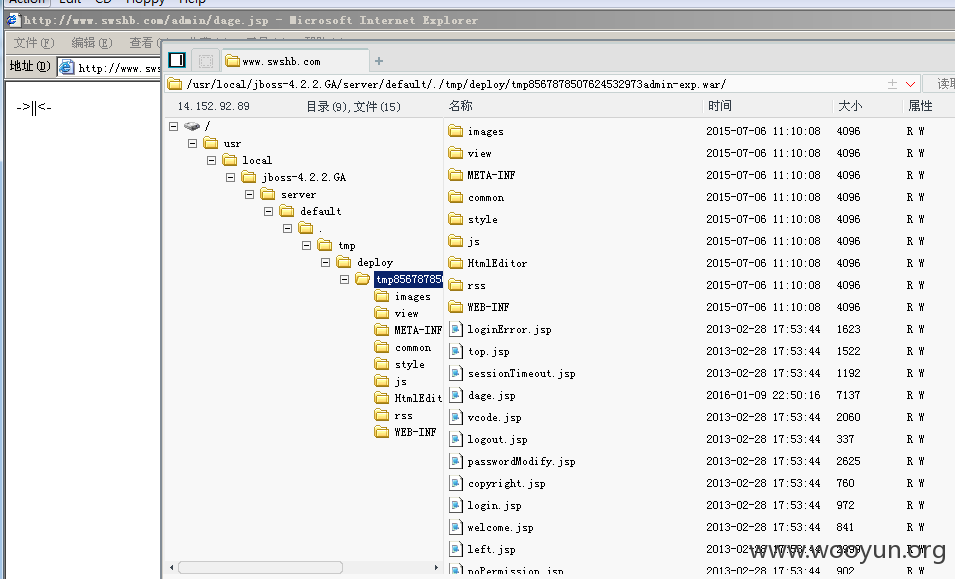 Action Edit CD Hoppy Help
http://www.swshb.com/admin/dage.jsp - Microsoft Internet Explorer
文件(F) 编辑(E) 查看
地址(D) http://www.sws
->||<-
www.swshb.com +
/usr/local/jboss-4.2.2.GA/server/default/./tmp/deploy/tmp8567878507624532973admin-exp.war/ 读取
14.152.92.89 目录(9),文件(15) 名称 时间 大小 属性
/
usr
local
jboss-4.2.2.GA
server
default
.
tmp
deploy
tmp856787850
images
view
META-INF
common
style
js
HtmlEdit
rss
WEB-INF
images 2015-07-06 11:10:08 4096 R W
view 2015-07-06 11:10:08 4096 R W
META-INF 2015-07-06 11:10:08 4096 R W
common 2015-07-06 11:10:08 4096 R W
style 2015-07-06 11:10:08 4096 R W
js 2015-07-06 11:10:08 4096 R W
HtmlEditor 2015-07-06 11:10:08 4096 R W
rss 2015-07-06 11:10:08 4096 R W
WEB-INF 2015-07-06 11:10:08 4096 R W
loginError.jsp 2013-02-28 17:53:44 1623 R W
top.jsp 2013-02-28 17:53:44 1522 R W
sessionTimeout.jsp 2013-02-28 17:53:44 1192 R W
dage.jsp 2016-01-09 22:50:16 7137 R W
vcode.jsp 2013-02-28 17:53:44 2060 R W
logout.jsp 2013-02-28 17:53:44 337 R W
passwordModify.jsp 2013-02-28 17:53:44 2625 R W
copyright.jsp 2013-02-28 17:53:44 760 R W
login.jsp 2013-02-28 17:53:44 972 R W
welcome.jsp 2013-02-28 17:53:44 841 R W
left.jsp 2013-02-28 17:53:44 2999 R W
noPermission.jsp 2013-02-28 17:53:44 902 R W
www.wooyun.org